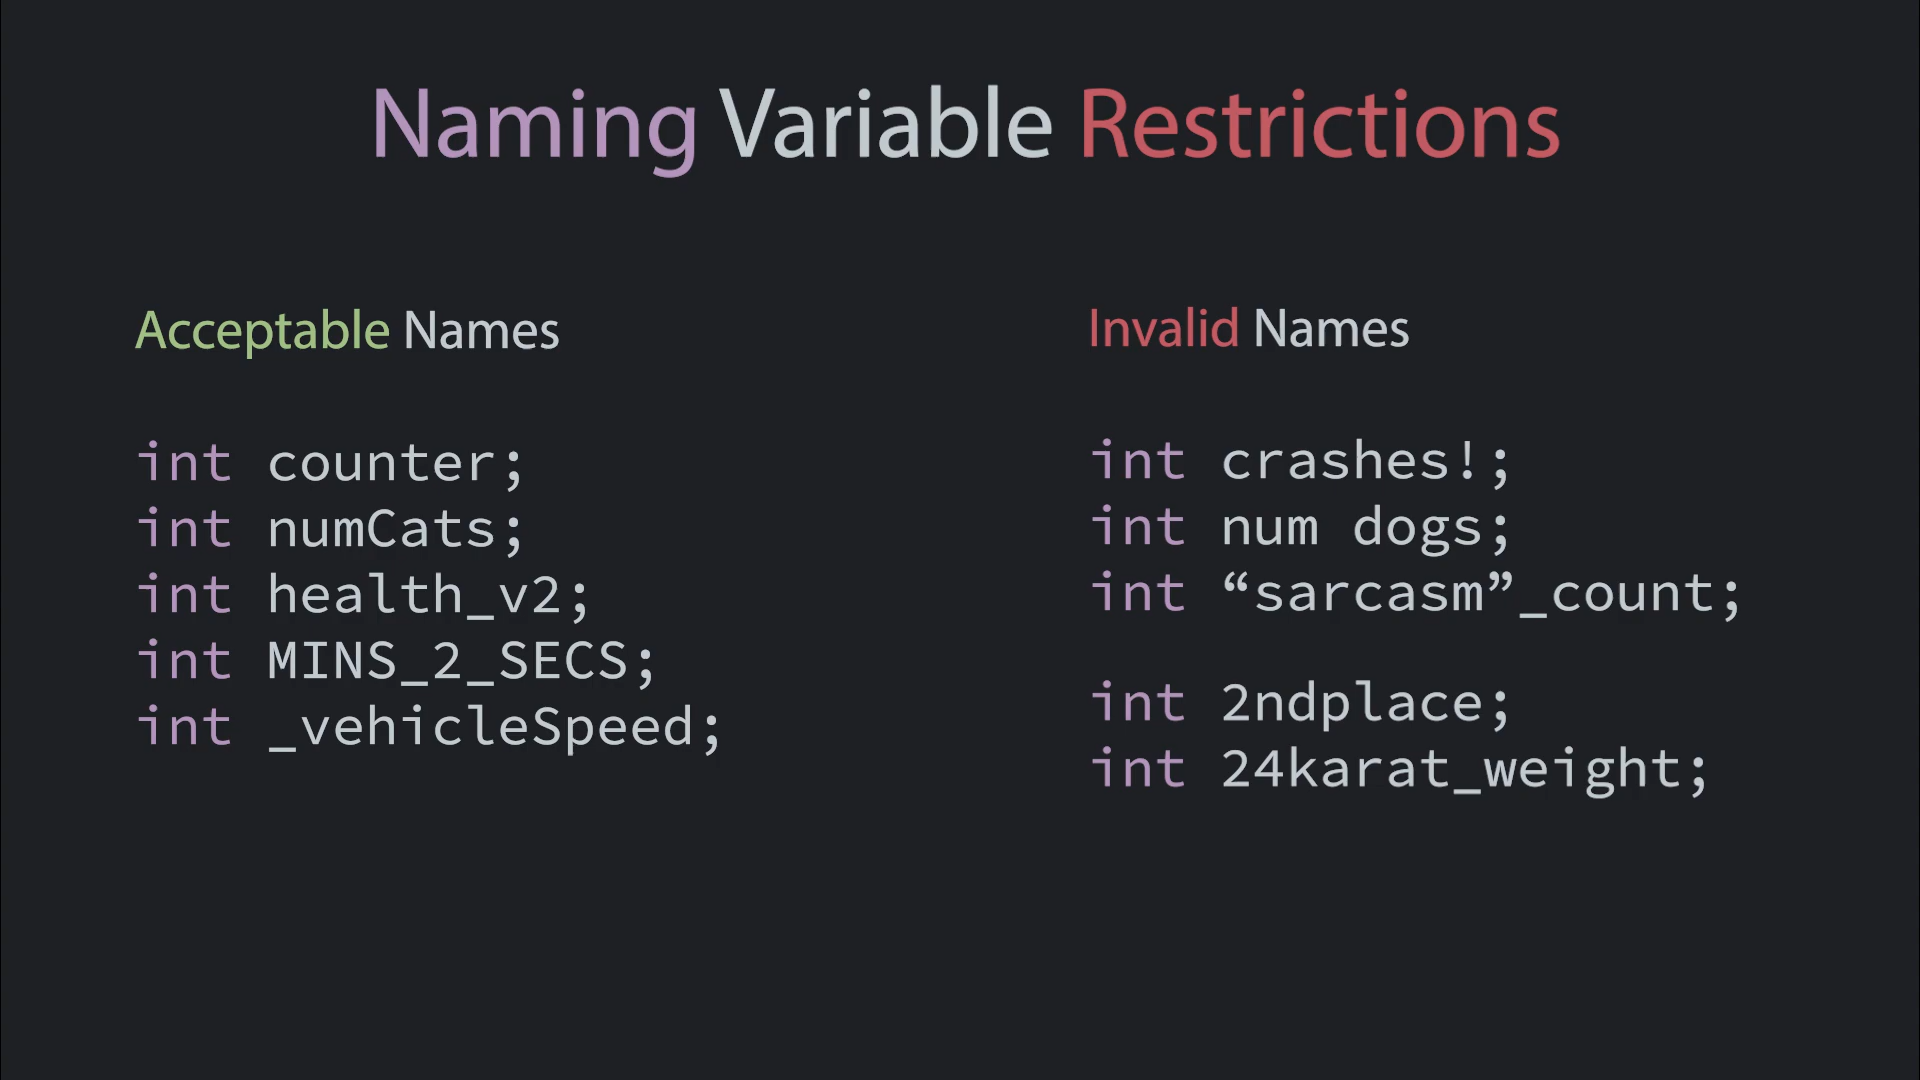 Naming Variable Restrictions
Acceptable Names
int counter;
int numCats;
int health_v2;
int MINS_2_SECS;
int _vehicleSpeed;
Invalid Names
int crashes!;
int num dogs;
int “sarcasm”_count;
int 2ndplace;
int 24karat_weight;